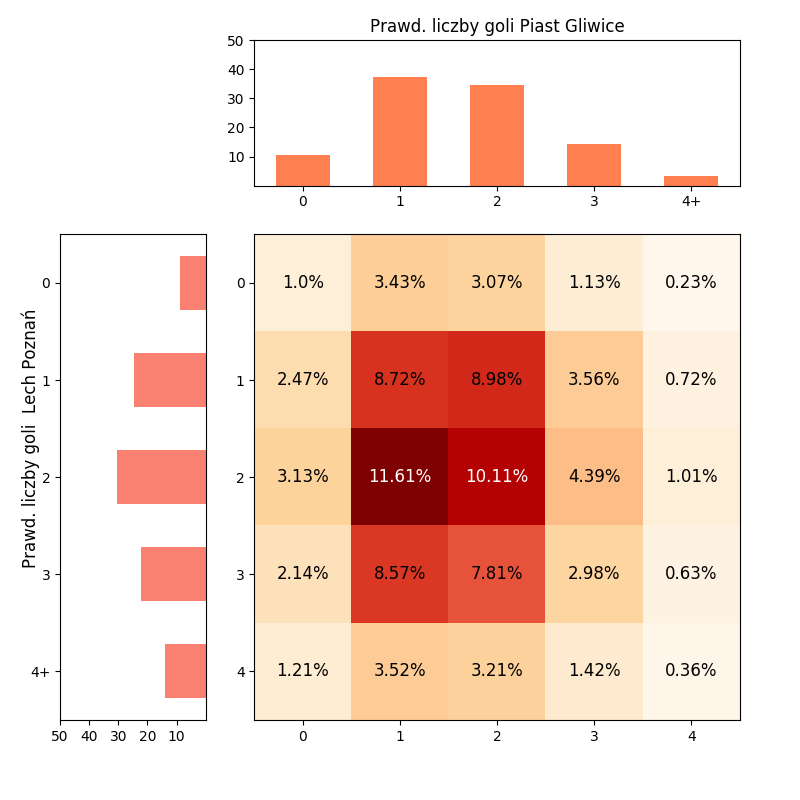 Prawd. liczby goli Piast Gliwice
50
40
30
20
10
0 1 2 3 4+
Prawd. liczby goli  Lech Poznań
0
1
2
3
4+
50 40 30 20 10
0 1.0% 3.43% 3.07% 1.13% 0.23%
1 2.47% 8.72% 8.98% 3.56% 0.72%
2 3.13% 11.61% 10.11% 4.39% 1.01%
3 2.14% 8.57% 7.81% 2.98% 0.63%
4 1.21% 3.52% 3.21% 1.42% 0.36%
0 1 2 3 4